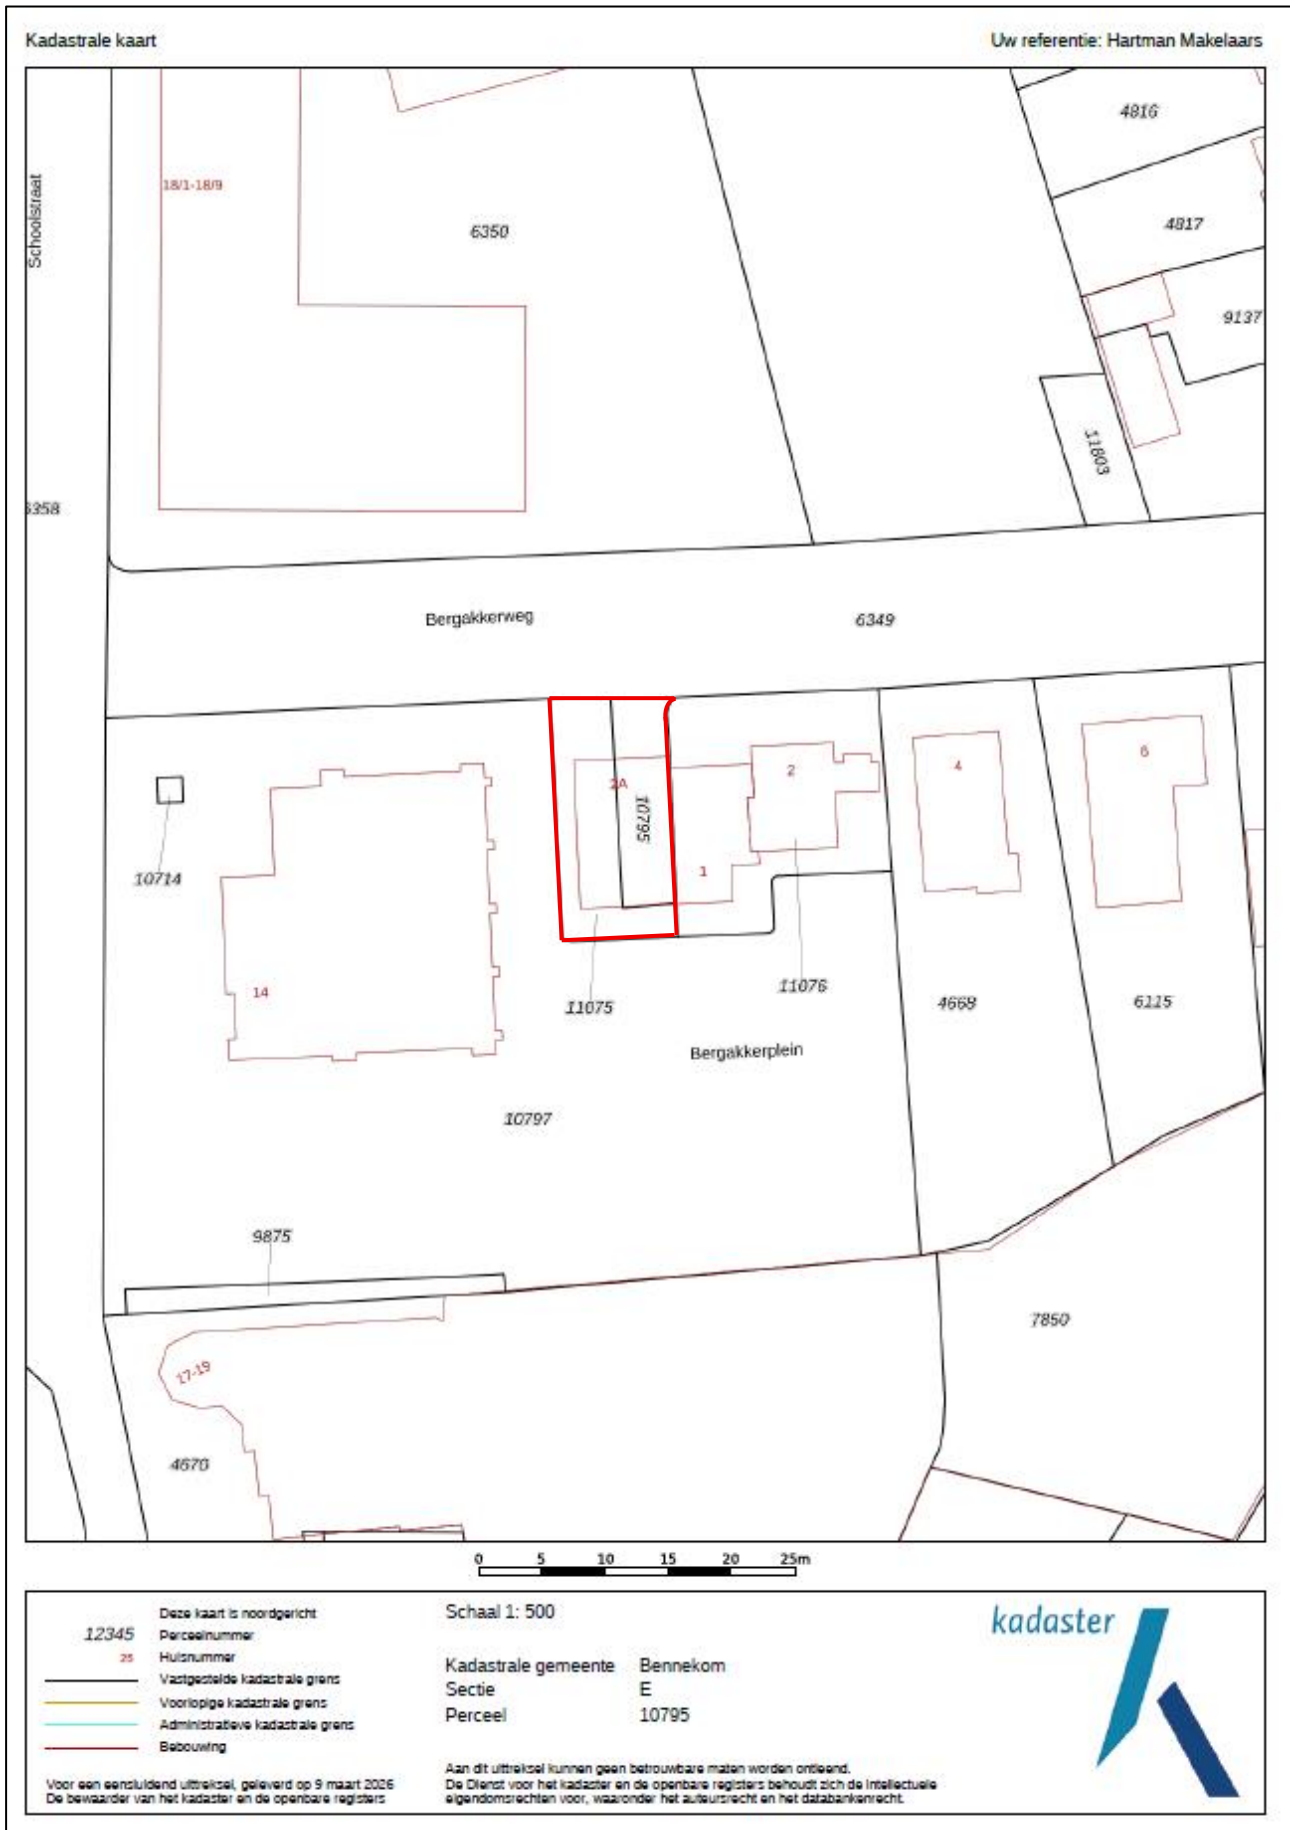 Kadastrale kaart
Uw referentie: Hartman Makelaars
4816
Schoolstraat
18/1-18/9
6350
4817
9137
11803
6358
Bergakkerweg
6349
2A
10795
2
4
6
1
10714
14
11075
11076
4668
6115
Bergakkerplein
10797
9875
7850
17-19
4670
0 5 10 15 20 25m
Deze kaart is noordgericht
12345 Perceelnummer
25 Huisnummer
Vastgestelde kadastrale grens
Voorlopige kadastrale grens
Administratieve kadastrale grens
Bebouwing
Voor een eensluidend uittreksel, geleverd op 9 maart 2026
De bewaarder van het kadaster en de openbare registers
Schaal 1: 500
Kadastrale gemeente Bennekom
Sectie E
Perceel 10795
Aan dit uittreksel kunnen geen betrouwbare maten worden ontleend.
De Dienst voor het kadaster en de openbare registers behoudt zich de intellectuele
eigendomsrechten voor, waaronder het auteursrecht en het databankenrecht.
kadaster